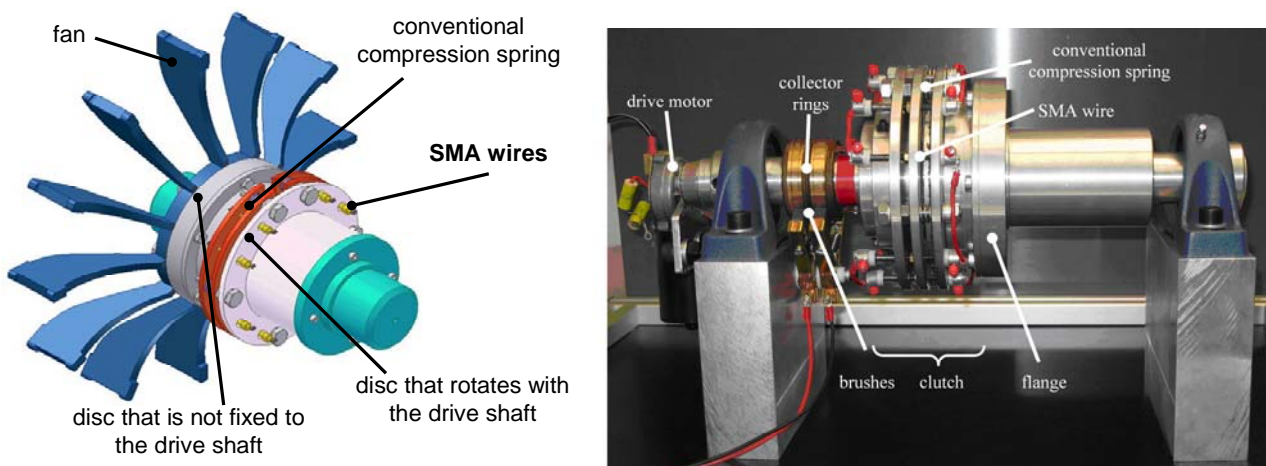 fan
conventional
compression spring
SMA wires
disc that rotates with
the drive shaft
disc that is not fixed to
the drive shaft
drive motor
collector
rings
conventional
compression spring
SMA wire
brushes
clutch
flange